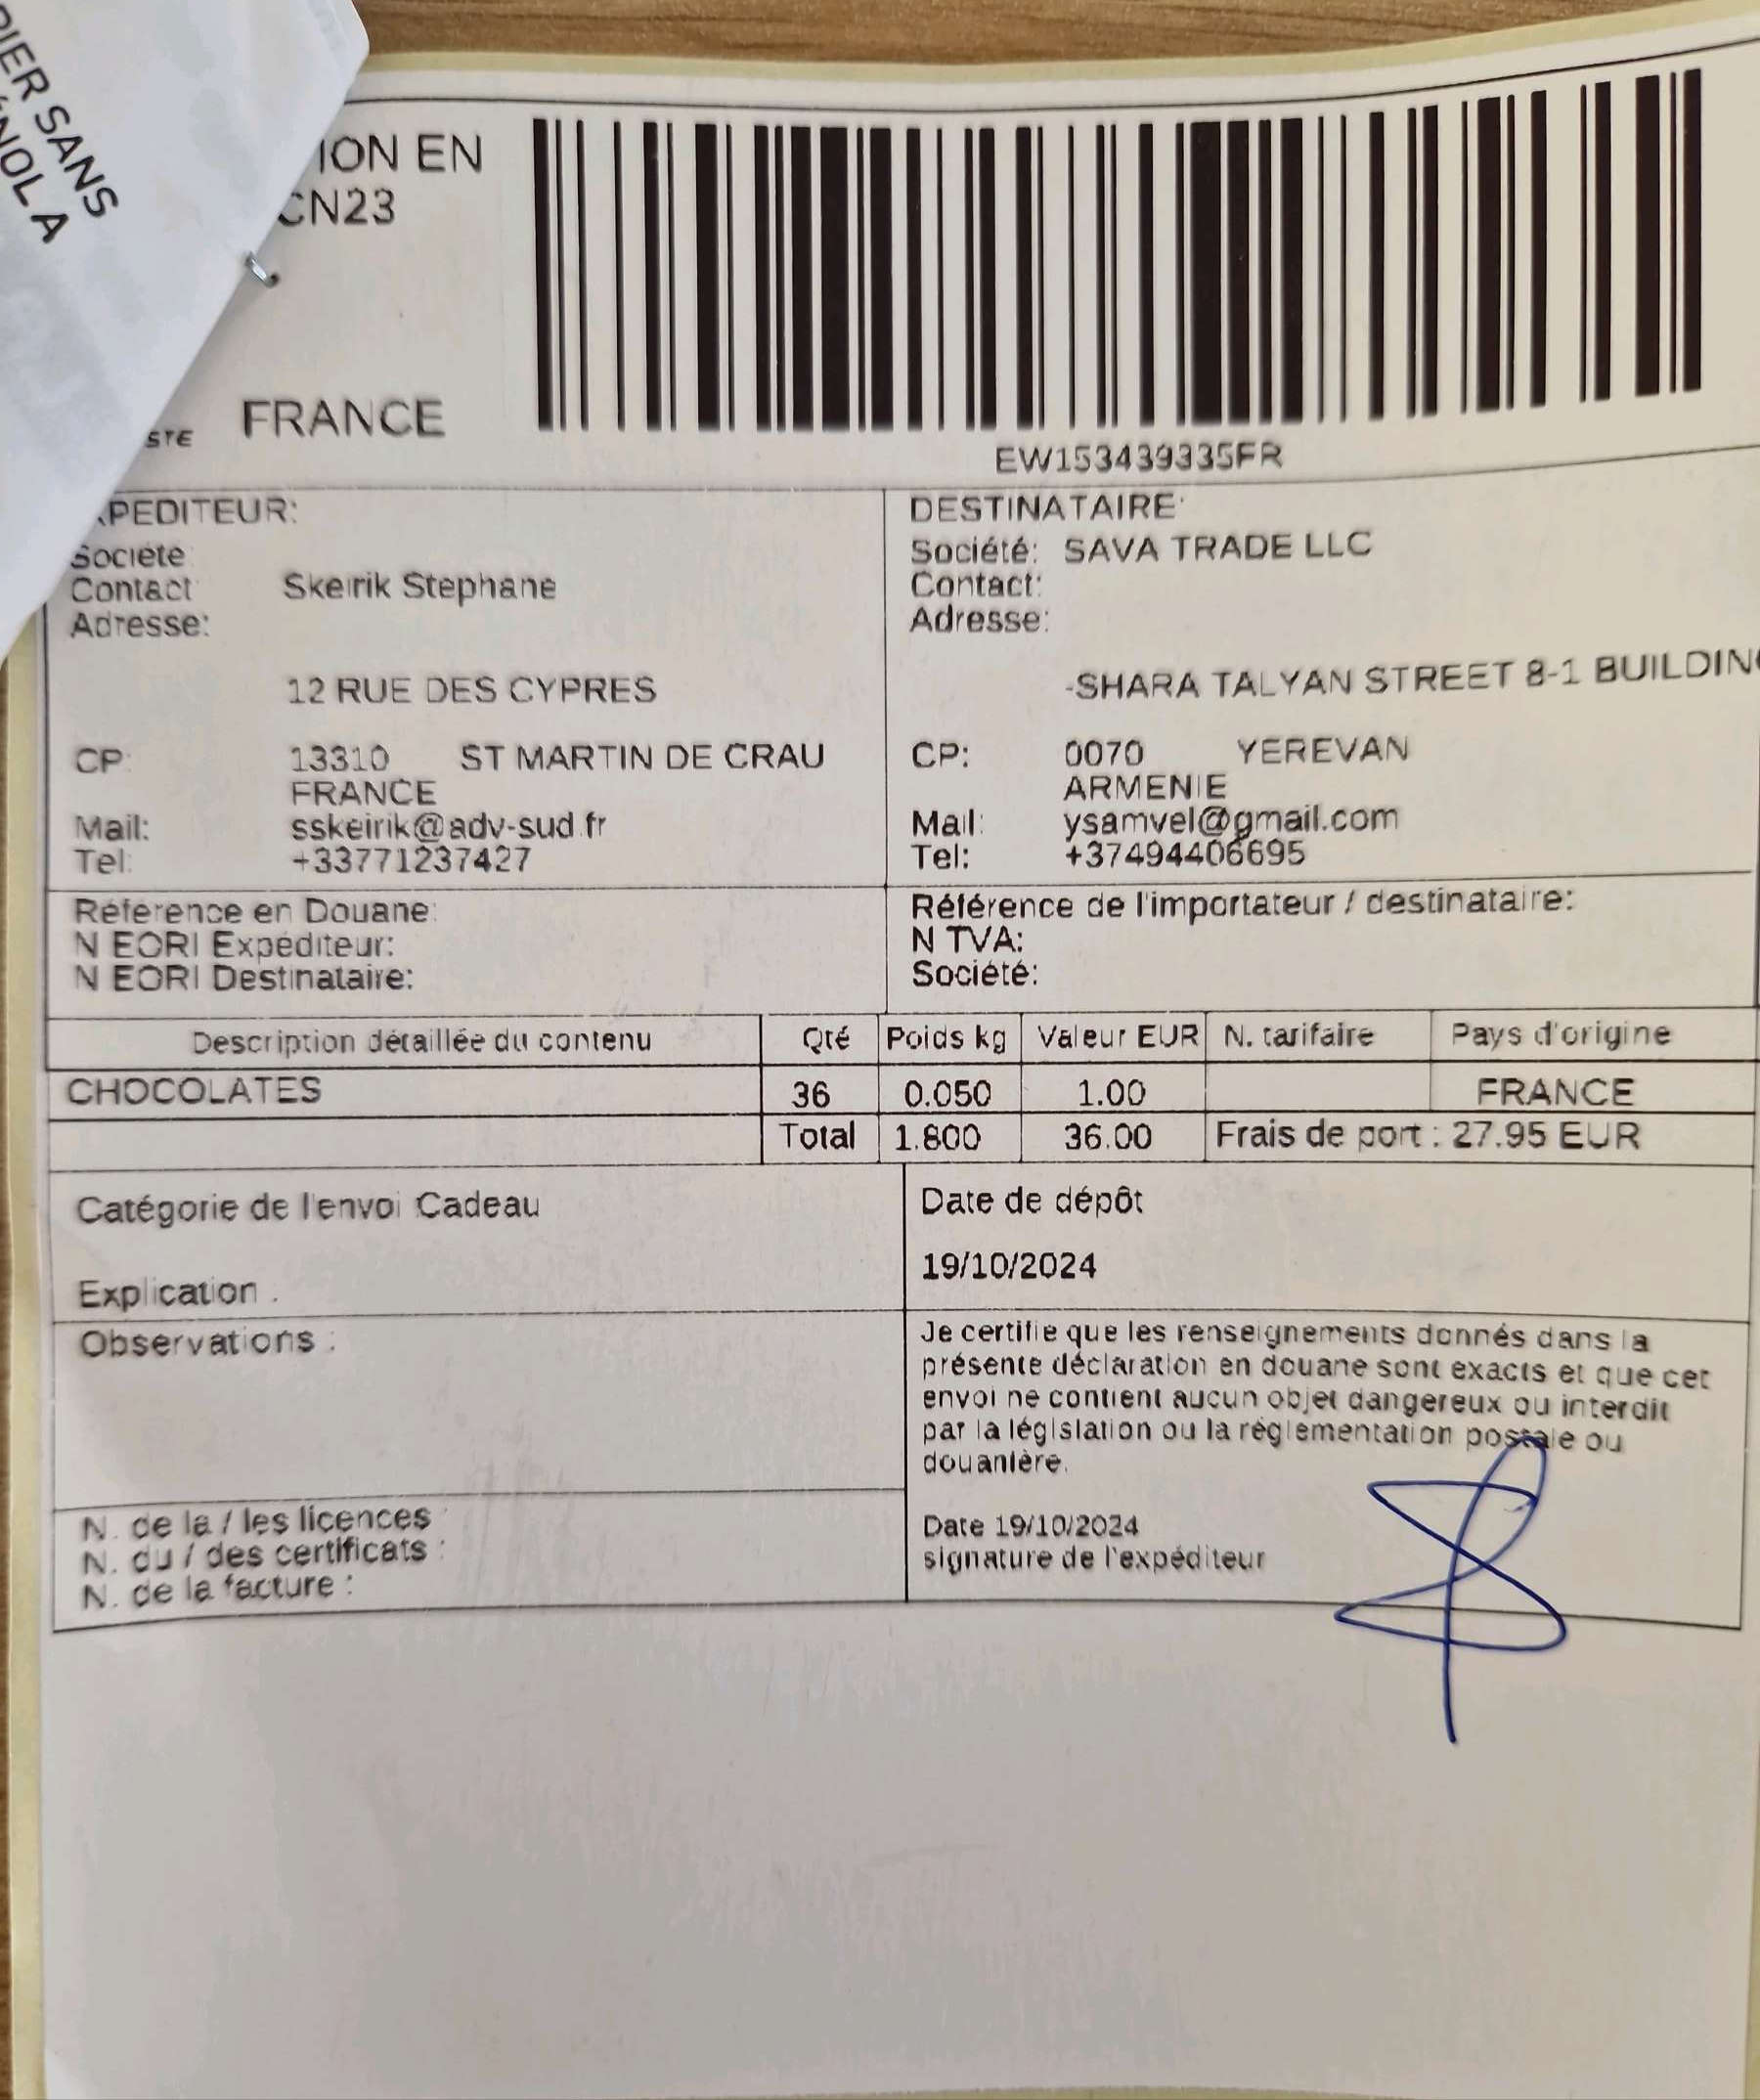 PIER SANS
NOL A
ION EN
CN23
STE FRANCE
EW153439335FR
XPEDITEUR:
Société
Contact Skeirik Stephane
Adresse:
12 RUE DES CYPRES
CP: 13310 ST MARTIN DE CRAU
FRANCE
Mail: sskeirik@adv-sud.fr
Tel: +33771237427
DESTINATAIRE:
Société: SAVA TRADE LLC
Contact:
Adresse:
-SHARA TALYAN STREET 8-1 BUILDING
CP: 0070 YEREVAN
ARMENIE
Mail: ysamvel@gmail.com
Tel: +37494406695
Référence en Douane:
N EORI Expéditeur:
N EORI Destinataire:
Référence de l'importateur / destinataire:
N TVA:
Société:
Description détaillée du contenu Qté Poids kg Valeur EUR N. tarifaire Pays d'origine
CHOCOLATES 36 0.050 1.00 FRANCE
Total 1.800 36.00 Frais de port : 27.95 EUR
Catégorie de l'envoi Cadeau
Explication :
Date de dépôt
19/10/2024
Observations :
Je certifie que les renseignements donnés dans la
présente déclaration en douane sont exacts et que cet
envoi ne contient aucun objet dangereux ou interdit
par la législation ou la réglementation postale ou
douanière.
Date 19/10/2024
signature de l'expéditeur
N. de la / les licences :
N. du / des certificats :
N. de la facture :